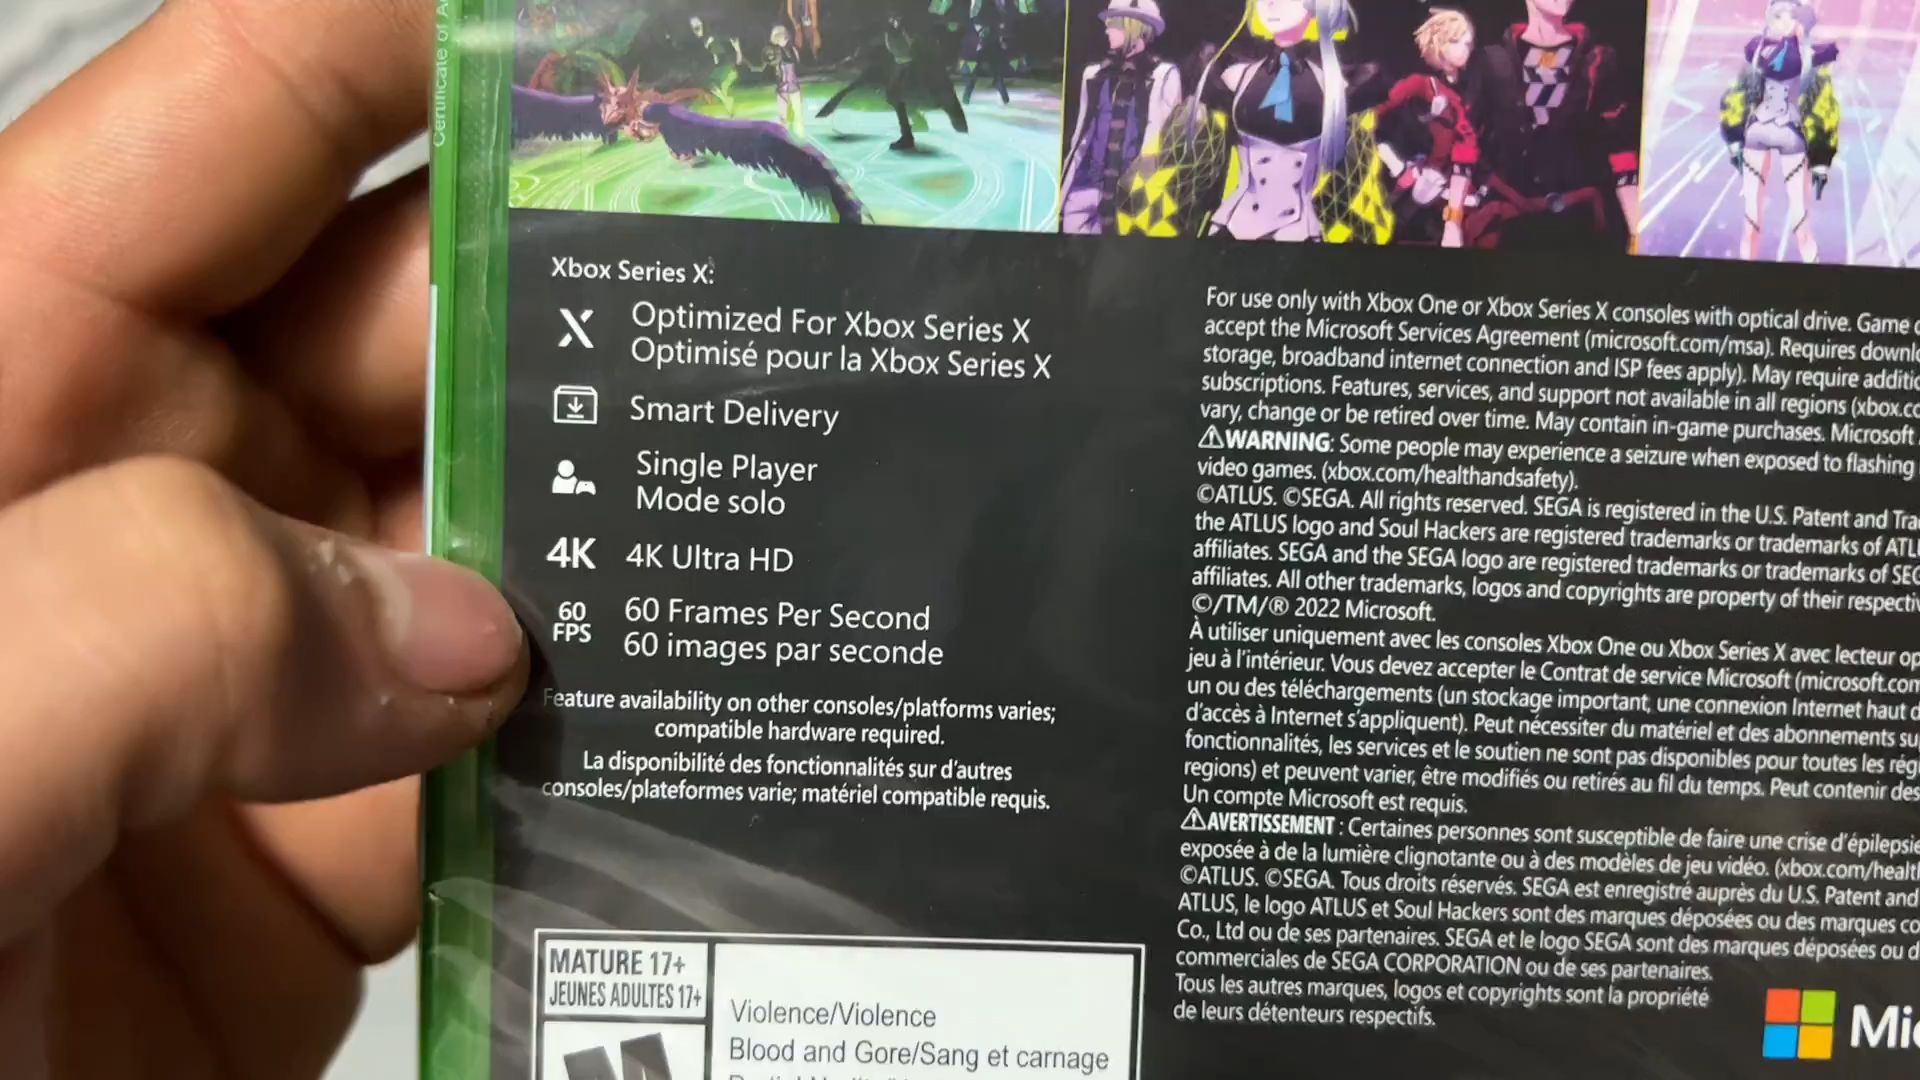 Certificate of A
Xbox Series X:
Optimized For Xbox Series X
Optimisé pour la Xbox Series X
Smart Delivery
Single Player
Mode solo
4K 4K Ultra HD
60 FPS
60 Frames Per Second
60 images par seconde
Feature availability on other consoles/platforms varies;
compatible hardware required.
La disponibilité des fonctionnalités sur d'autres
consoles/plateformes varie; matériel compatible requis.
MATURE 17+
JEUNES ADULTES 17+
Violence/Violence
Blood and Gore/Sang et carnage
For use only with Xbox One or Xbox Series X consoles with optical drive. Game
accept the Microsoft Services Agreement (microsoft.com/msa). Requires downl
storage, broadband internet connection and ISP fees apply). May require additio
subscriptions. Features, services, and support not available in all regions (xbox.co
vary, change or be retired over time. May contain in-game purchases. Microsoft
⚠WARNING: Some people may experience a seizure when exposed to flashing
video games. (xbox.com/healthandsafety).
©ATLUS. ©SEGA. All rights reserved. SEGA is registered in the U.S. Patent and Tra
the ATLUS logo and Soul Hackers are registered trademarks or trademarks of ATL
affiliates. SEGA and the SEGA logo are registered trademarks or trademarks of SEG
affiliates. All other trademarks, logos and copyrights are property of their respectiv
©/TM/® 2022 Microsoft.
À utiliser uniquement avec les consoles Xbox One ou Xbox Series X avec lecteur op
jeu à l'intérieur. Vous devez accepter le Contrat de service Microsoft (microsoft.com
un ou des téléchargements (un stockage important, une connexion Internet haut d
d'accès à Internet s'appliquent). Peut nécessiter du matériel et des abonnements su
fonctionnalités, les services et le soutien ne sont pas disponibles pour toutes les rég
regions) et peuvent varier, être modifiés ou retirés au fil du temps. Peut contenir des
Un compte Microsoft est requis.
⚠AVERTISSEMENT : Certaines personnes sont susceptible de faire une crise d'épilepsie
exposée à de la lumière clignotante ou à des modèles de jeu vidéo. (xbox.com/healt
©ATLUS. ©SEGA. Tous droits réservés. SEGA est enregistré auprès du U.S. Patent and
ATLUS, le logo ATLUS et Soul Hackers sont des marques déposées ou des marques co
Co., Ltd ou de ses partenaires. SEGA et le logo SEGA sont des marques déposées ou d
commerciales de SEGA CORPORATION ou de ses partenaires.
Tous les autres marques, logos et copyrights sont la propriété
de leurs détenteurs respectifs.
Mic